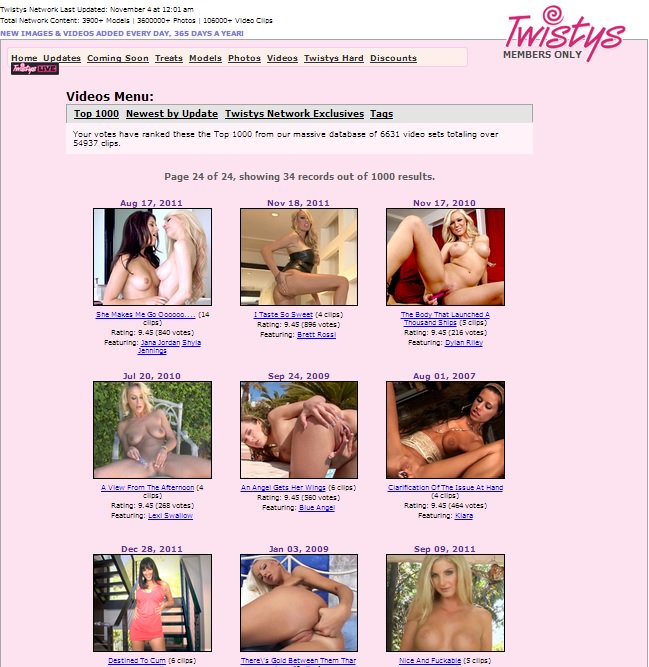 Twistys Network Last Updated: November 4 at 12:01 am
Total Network Content: 3900+ Models | 3600000+ Photos | 106000+ Video Clips
NEW IMAGES & VIDEOS ADDED EVERY DAY, 365 DAYS A YEAR!
Twistys
MEMBERS ONLY
Home Updates Coming Soon Treats Models Photos Videos Twistys Hard Discounts
Twistys LIVE
Videos Menu:
Top 1000 Newest by Update Twistys Network Exclusives Tags
Your votes have ranked these the Top 1000 from our massive database of 6631 video sets totaling over
54937 clips.
Page 24 of 24, showing 34 records out of 1000 results.
Aug 17, 2011
She Makes Me Go Oooooo.... (14
clips)
Rating: 9.45 (840 votes)
Featuring: Jana Jordan Shyla
Jennings
Nov 18, 2011
I Taste So Sweet (4 clips)
Rating: 9.45 (896 votes)
Featuring: Brett Rossi
Nov 17, 2010
The Body That Launched A
Thousand Ships (5 clips)
Rating: 9.45 (216 votes)
Featuring: Dylan Riley
Jul 20, 2010
A View From The Afternoon (4
clips)
Rating: 9.45 (268 votes)
Featuring: Lexi Swallow
Sep 24, 2009
An Angel Gets Her Wings (6 clips)
Rating: 9.45 (560 votes)
Featuring: Blue Angel
Aug 01, 2007
Clarification Of The Issue At Hand
(4 clips)
Rating: 9.45 (464 votes)
Featuring: Kiara
Dec 28, 2011
Destined To Cum (6 clips)
Jan 03, 2009
There\'s Gold Between Them Thar
Sep 09, 2011
Nice And Fuckable (5 clips)